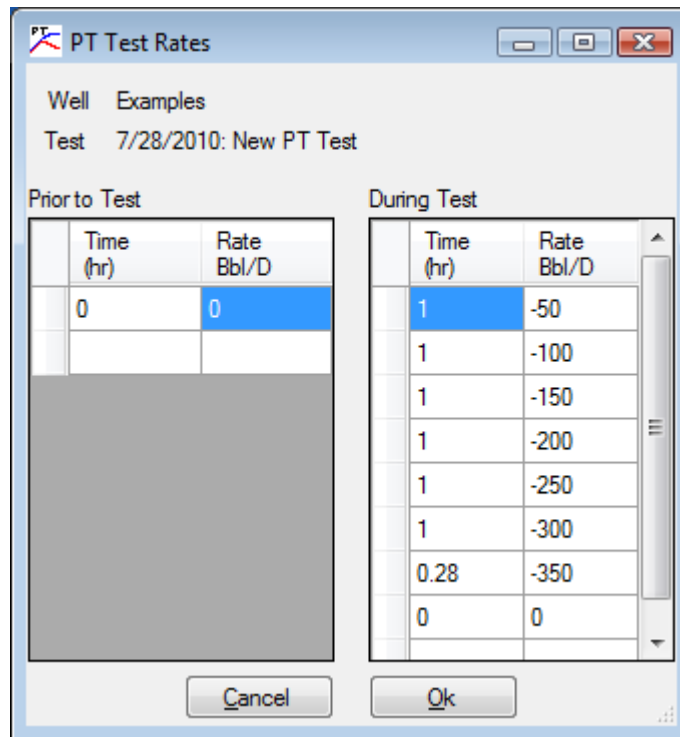 PT PT Test Rates
Well Examples
Test 7/28/2010: New PT Test
Prior to Test During Test
Time (hr) Rate Bbl/D Time (hr) Rate Bbl/D
0 0 1 -50
1 -100
1 -150
1 -200
1 -250
1 -300
0.28 -350
0 0
Cancel Ok